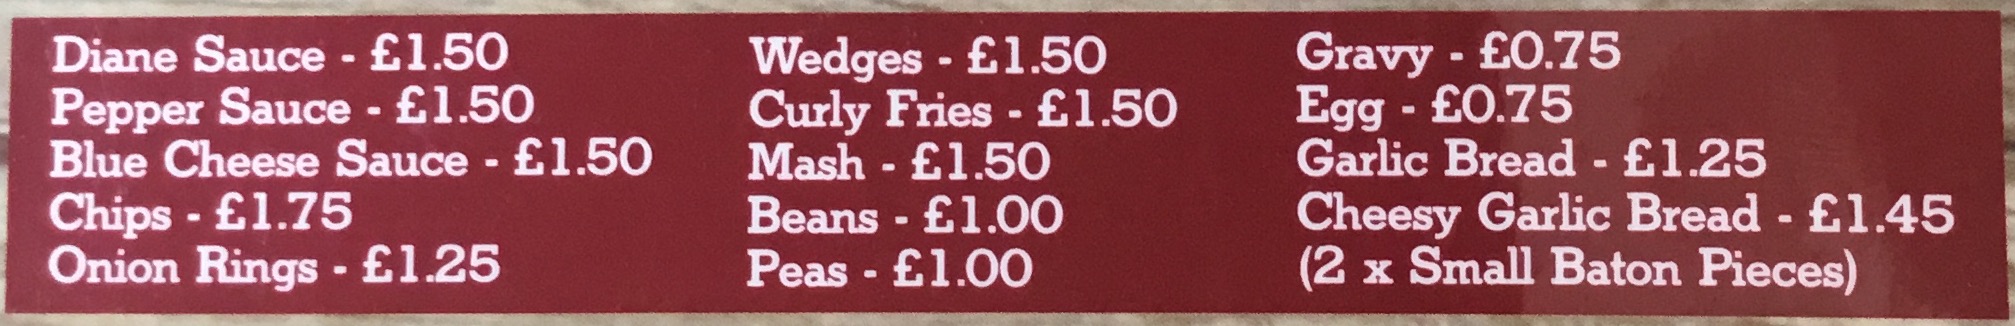 Diane Sauce - £1.50
Pepper Sauce - £1.50
Blue Cheese Sauce - £1.50
Chips - £1.75
Onion Rings - £1.25
Wedges - £1.50
Curly Fries - £1.50
Mash - £1.50
Beans - £1.00
Peas - £1.00
Gravy - £0.75
Egg - £0.75
Garlic Bread - £1.25
Cheesy Garlic Bread - £1.45
(2 x Small Baton Pieces)